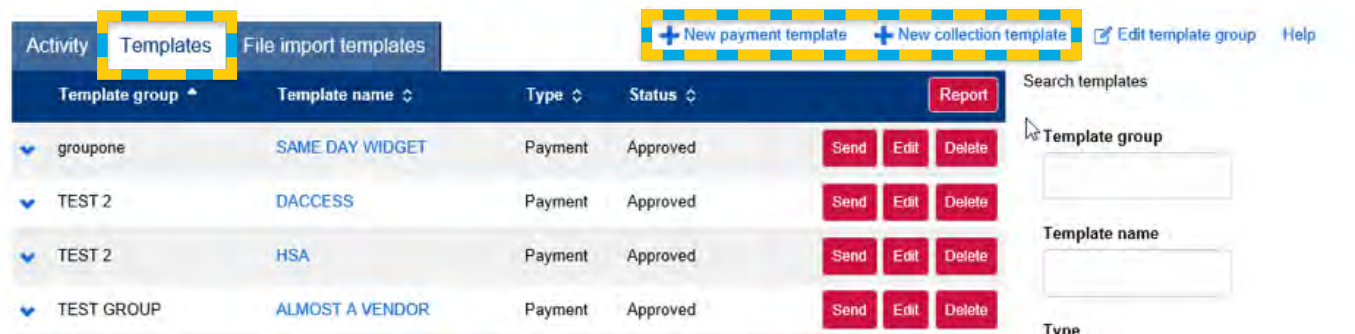 Activity Templates File import templates New payment template New collection template Edit template group Help
Template group Template name Type Status Report
groupone SAME DAY WIDGET Payment Approved Send Edit Delete
TEST 2 DACCESS Payment Approved Send Edit Delete
TEST 2 HSA Payment Approved Send Edit Delete
TEST GROUP ALMOST A VENDOR Payment Approved Send Edit Delete
Search templates
Template group
Template name
Type